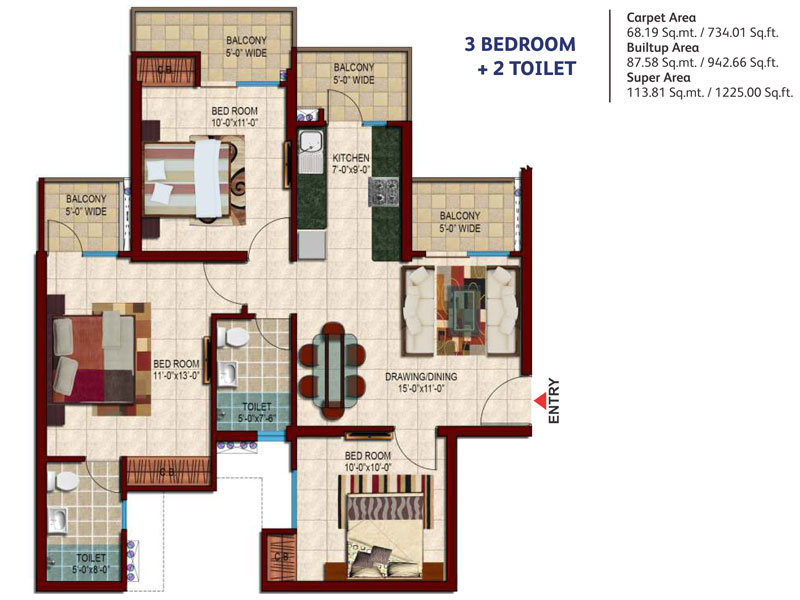 3 BEDROOM
+ 2 TOILET
Carpet Area
68.19 Sq.mt. / 734.01 Sq.ft.
Builtup Area
87.58 Sq.mt. / 942.66 Sq.ft.
Super Area
113.81 Sq.mt. / 1225.00 Sq.ft.
BALCONY
5'-0" WIDE
C.B
BALCONY
5'-0" WIDE
BED ROOM
10'-0"x11'-0"
KITCHEN
7'-0"x9'-0"
BALCONY
5'-0" WIDE
BALCONY
5'-0" WIDE
BED ROOM
11'-0"x13'-0"
DRAWING/DINING
15'-0"x11'-0"
ENTRY
TOILET
5'-0"x7'-6"
BED ROOM
10'-0"x10'-0"
C.B
TOILET
5'-0"x8'-0"
C.B